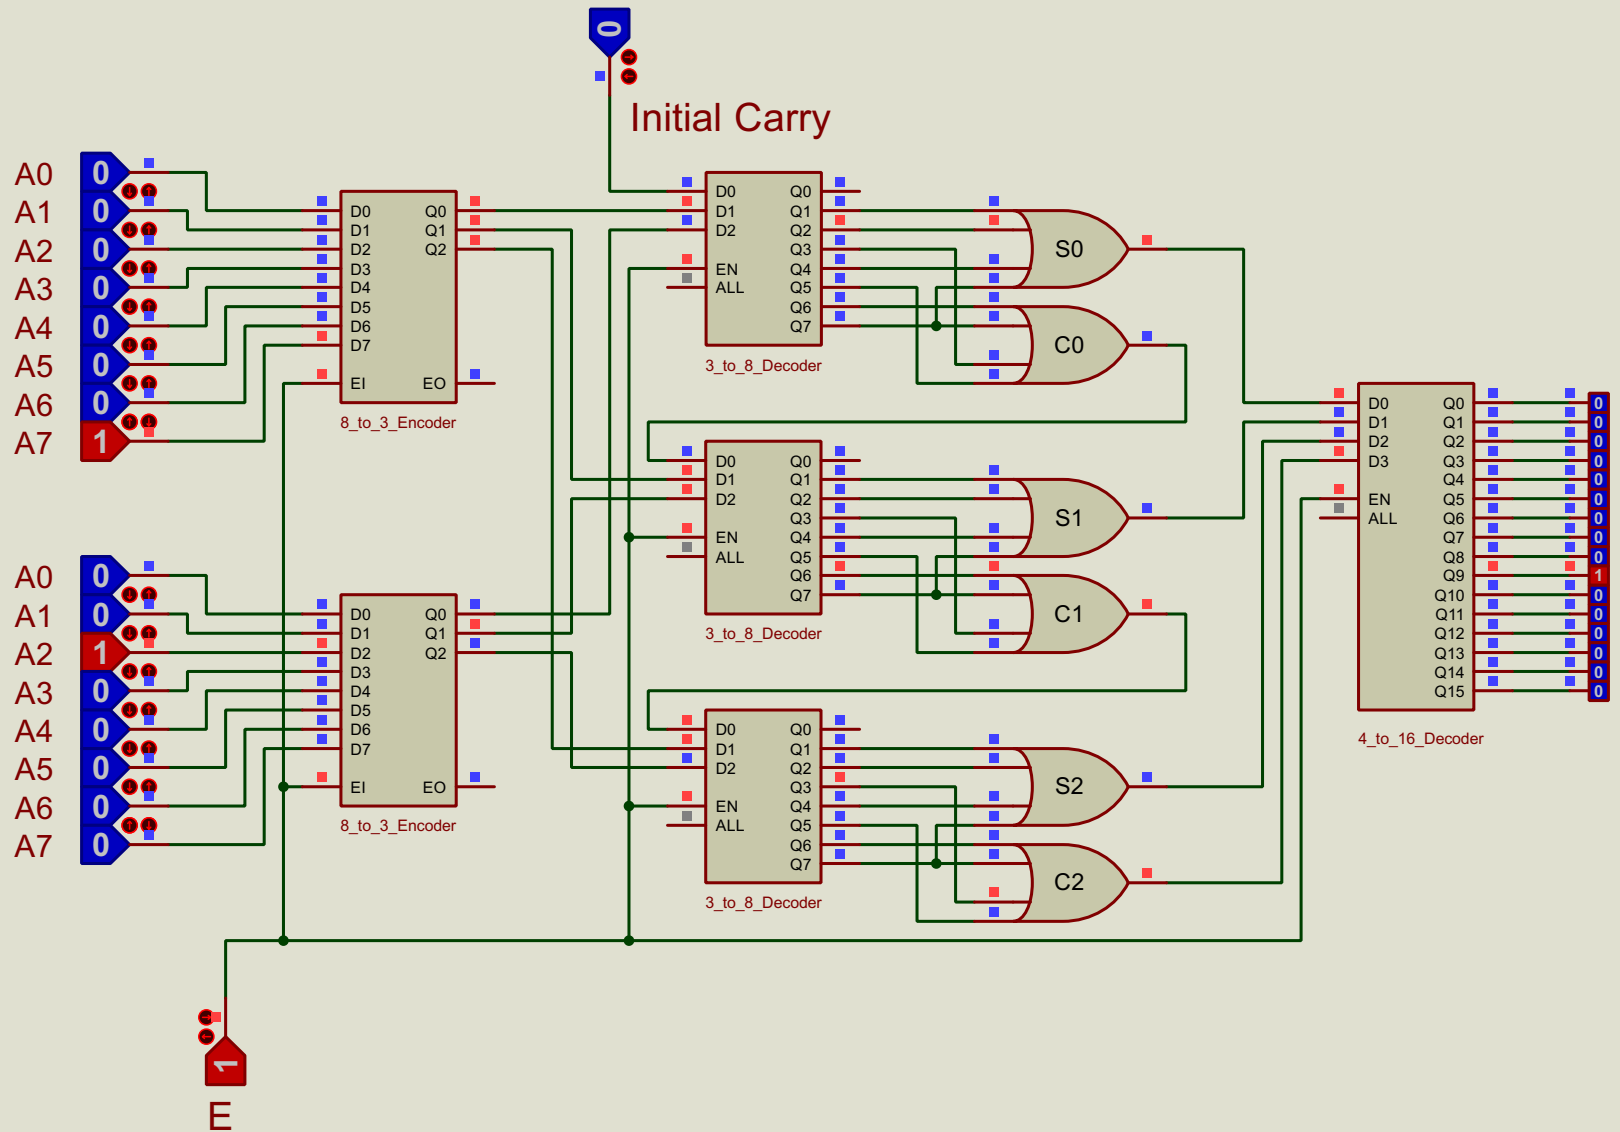 0
Initial Carry
A0 0
A1 0
A2 0
A3 0
A4 0
A5 0
A6 0
A7 1
D0 Q0
D1 Q1
D2 Q2
D3
D4
D5
D6
D7
EI EO
8_to_3_Encoder
A0 0
A1 0
A2 1
A3 0
A4 0
A5 0
A6 0
A7 0
D0 Q0
D1 Q1
D2 Q2
D3
D4
D5
D6
D7
EI EO
8_to_3_Encoder
D0 Q0
D1 Q1
D2 Q2
Q3
EN Q4
ALL Q5
Q6
Q7
3_to_8_Decoder
S0
C0
D0 Q0
D1 Q1
D2 Q2
Q3
EN Q4
ALL Q5
Q6
Q7
3_to_8_Decoder
S1
C1
D0 Q0
D1 Q1
D2 Q2
Q3
EN Q4
ALL Q5
Q6
Q7
3_to_8_Decoder
S2
C2
D0 Q0 0
D1 Q1 0
D2 Q2 0
D3 Q3 0
Q4 0
EN Q5 0
ALL Q6 0
Q7 0
Q8 0
Q9 1
Q10 0
Q11 0
Q12 0
Q13 0
Q14 0
Q15 0
4_to_16_Decoder
1
E